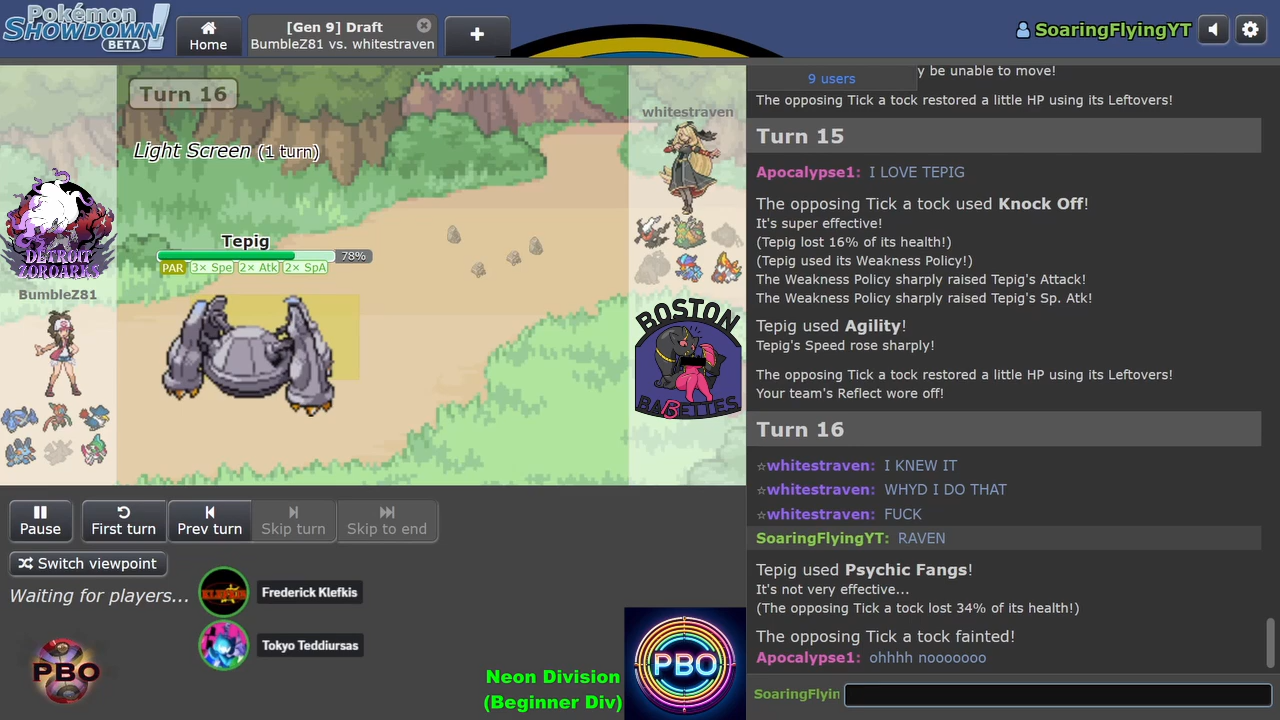 Pokémon
SHOWDOWN!
BETA
Home
[Gen 9] Draft
BumbleZ81 vs. whitestraven
+
SoaringFlyingYT
Turn 16
Light Screen (1 turn)
whitestraven
Tepig
78%
PAR
3× Spe
2× Atk
2× SpA
DETROIT
ZOROARKS
BumbleZ81
BOSTON
BABETTES
Pause
First turn
Prev turn
Skip turn
Skip to end
Switch viewpoint
Waiting for players...
KLEFKIS
Frederick Klefkis
Tokyo Teddiursas
PBO
Neon Division
(Beginner Div)
PBO
9 users
y be unable to move!
The opposing Tick a tock restored a little HP using its Leftovers!
Turn 15
Apocalypse1: I LOVE TEPIG
The opposing Tick a tock used Knock Off!
It's super effective!
(Tepig lost 16% of its health!)
(Tepig used its Weakness Policy!)
The Weakness Policy sharply raised Tepig's Attack!
The Weakness Policy sharply raised Tepig's Sp. Atk!
Tepig used Agility!
Tepig's Speed rose sharply!
The opposing Tick a tock restored a little HP using its Leftovers!
Your team's Reflect wore off!
Turn 16
☆whitestraven: I KNEW IT
☆whitestraven: WHYD I DO THAT
☆whitestraven: FUCK
SoaringFlyingYT: RAVEN
Tepig used Psychic Fangs!
It's not very effective...
(The opposing Tick a tock lost 34% of its health!)
The opposing Tick a tock fainted!
Apocalypse1: ohhhh nooooooo
SoaringFlyin